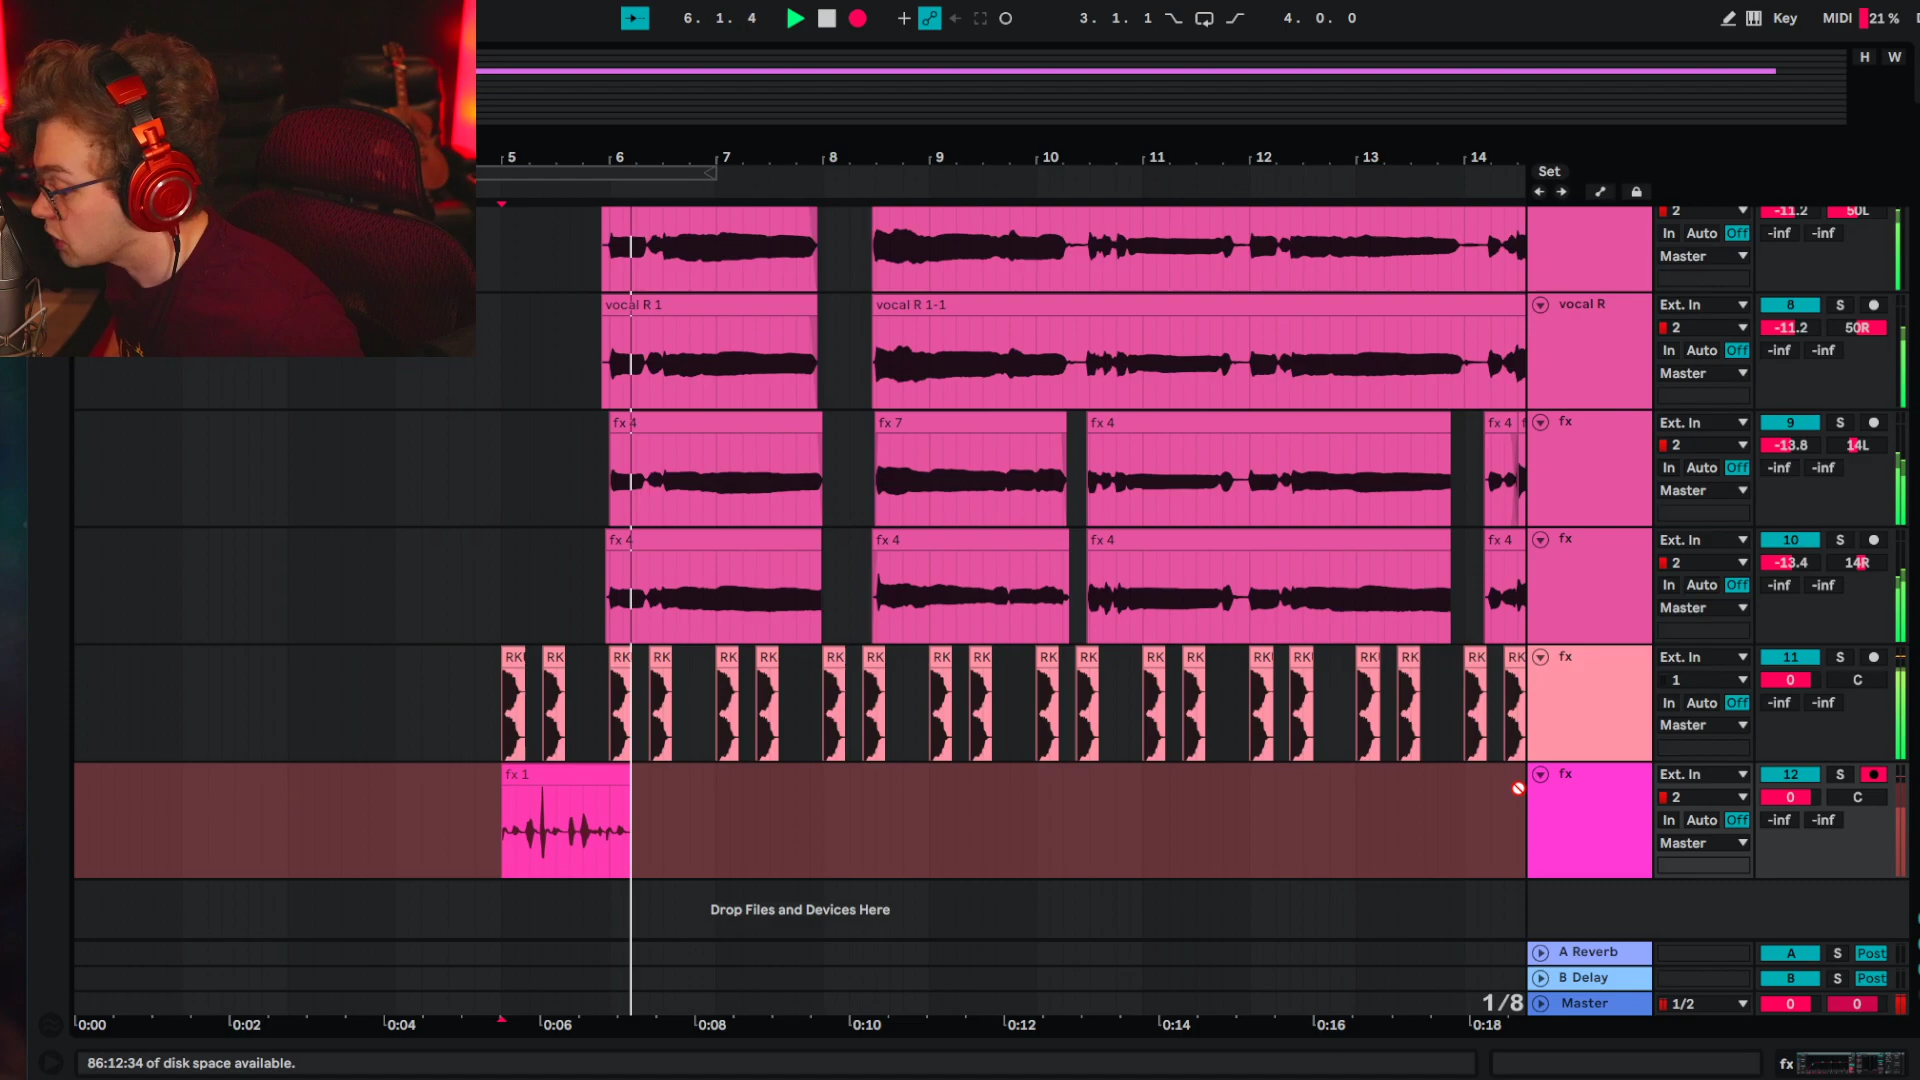 6. 1. 4
3. 1. 1
4. 0. 0
Key
MIDI
21 %
H
W
5
6
7
8
9
10
11
12
13
14
Set
2
-11.2
50L
In Auto Off
-inf
-inf
Master
vocal R 1
vocal R 1-1
vocal R
Ext. In
8
S
2
-11.2
50R
In Auto Off
-inf
-inf
Master
fx 4
fx 7
fx 4
fx 4
fx
Ext. In
9
S
2
-13.8
14L
In Auto Off
-inf
-inf
Master
fx 4
fx 4
fx 4
fx 4
fx
Ext. In
10
S
2
-13.4
14R
In Auto Off
-inf
-inf
Master
RK RK RK RK RK RK RK RK RK RK RK RK RK RK RK RK RK RK RK RK
fx
Ext. In
11
S
1
0
C
In Auto Off
-inf
-inf
Master
fx 1
fx
Ext. In
12
S
2
0
C
In Auto Off
-inf
-inf
Master
Drop Files and Devices Here
A Reverb
A
S
Post
B Delay
B
S
Post
1/8
Master
1/2
0
0
0:00
0:02
0:04
0:06
0:08
0:10
0:12
0:14
0:16
0:18
86:12:34 of disk space available.
fx